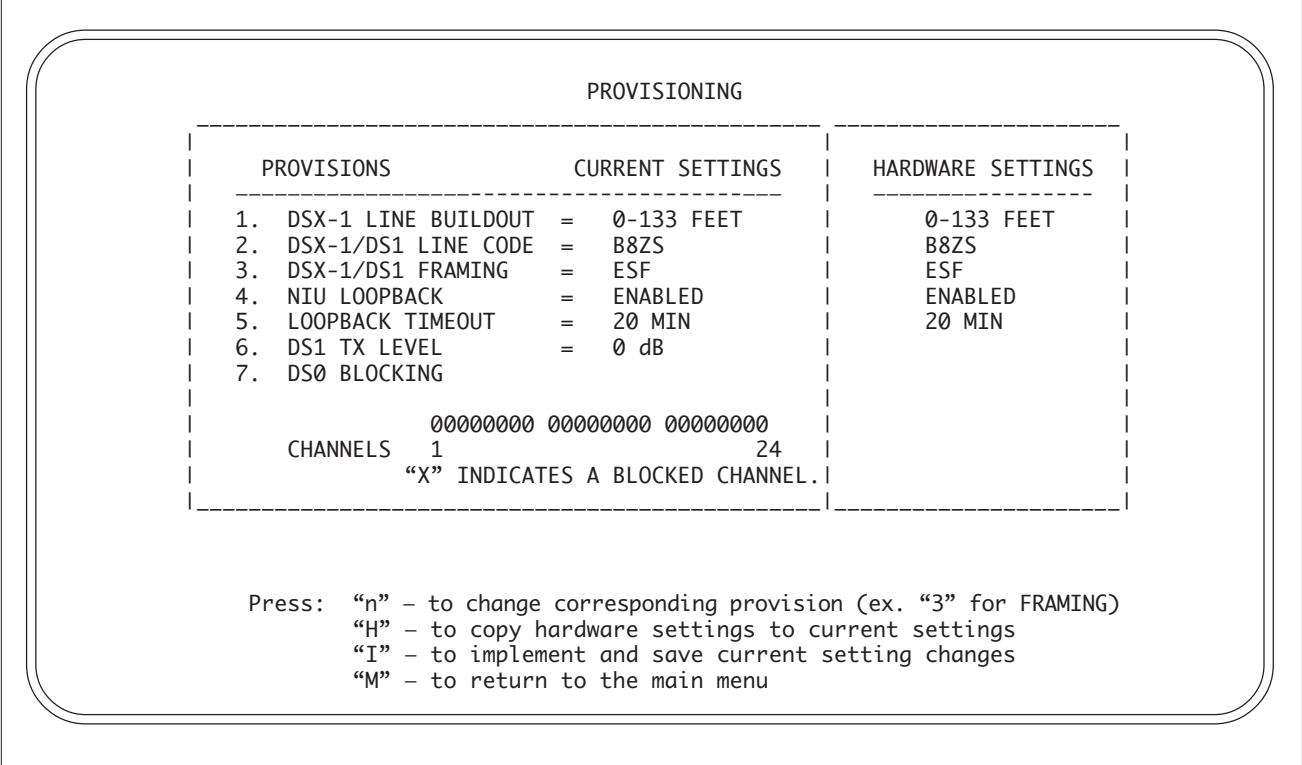 PROVISIONING
PROVISIONS CURRENT SETTINGS HARDWARE SETTINGS
1. DSX-1 LINE BUILDOUT = 0-133 FEET 0-133 FEET
2. DSX-1/DS1 LINE CODE = B8ZS B8ZS
3. DSX-1/DS1 FRAMING = ESF ESF
4. NIU LOOPBACK = ENABLED ENABLED
5. LOOPBACK TIMEOUT = 20 MIN 20 MIN
6. DS1 TX LEVEL = 0 dB
7. DS0 BLOCKING
00000000 00000000 00000000
CHANNELS 1 24
“X” INDICATES A BLOCKED CHANNEL.
Press: “n” – to change corresponding provision (ex. “3” for FRAMING)
“H” – to copy hardware settings to current settings
“I” – to implement and save current setting changes
“M” – to return to the main menu